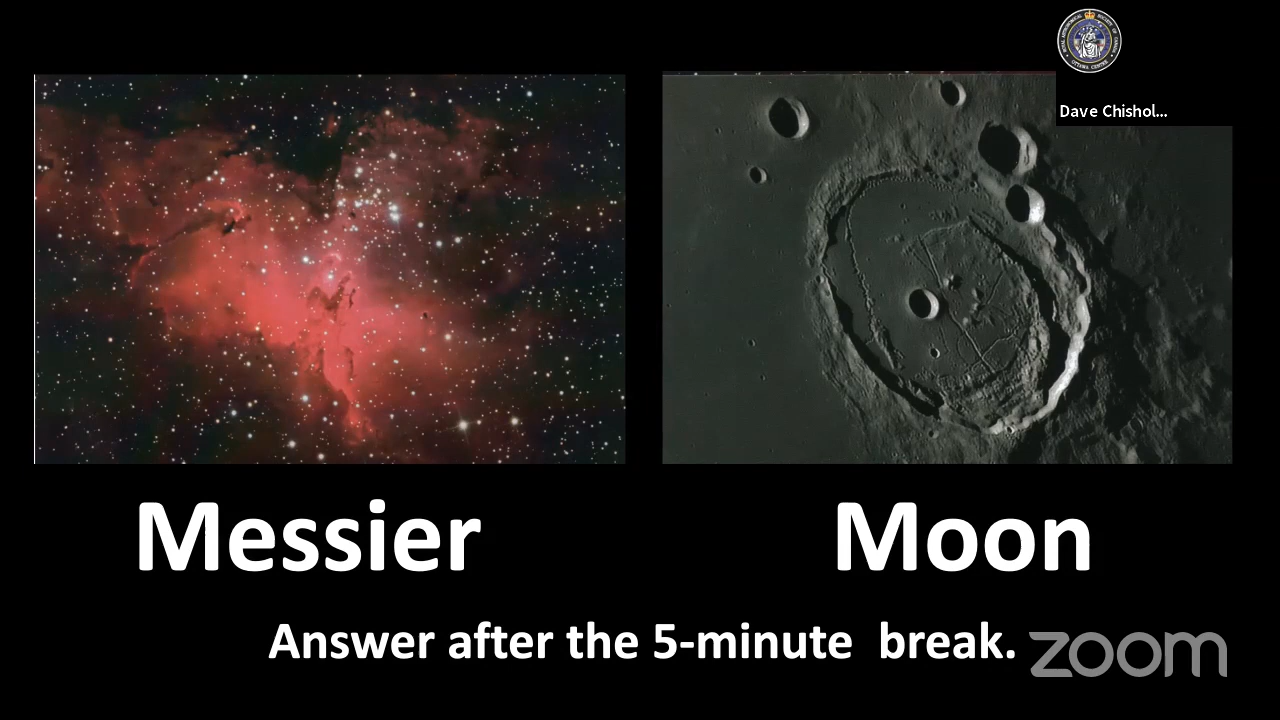 Dave Chishol...
Messier
Moon
Answer after the 5-minute  break.
zoom